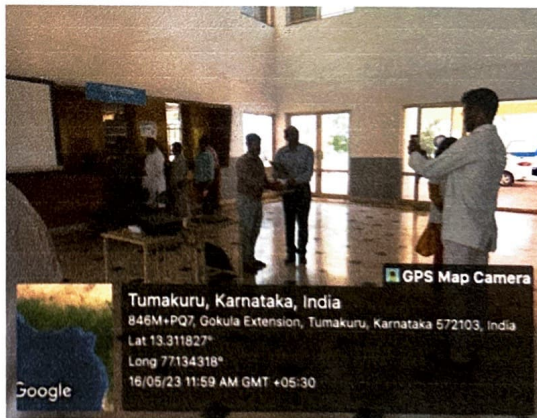 GPS Map Camera
Tumakuru, Karnataka, India
846M+PQ7, Gokula Extension, Tumakuru, Karnataka 572103, India
Lat 13.311827°
Long 77.134318°
16/05/23 11:59 AM GMT +05:30
Google